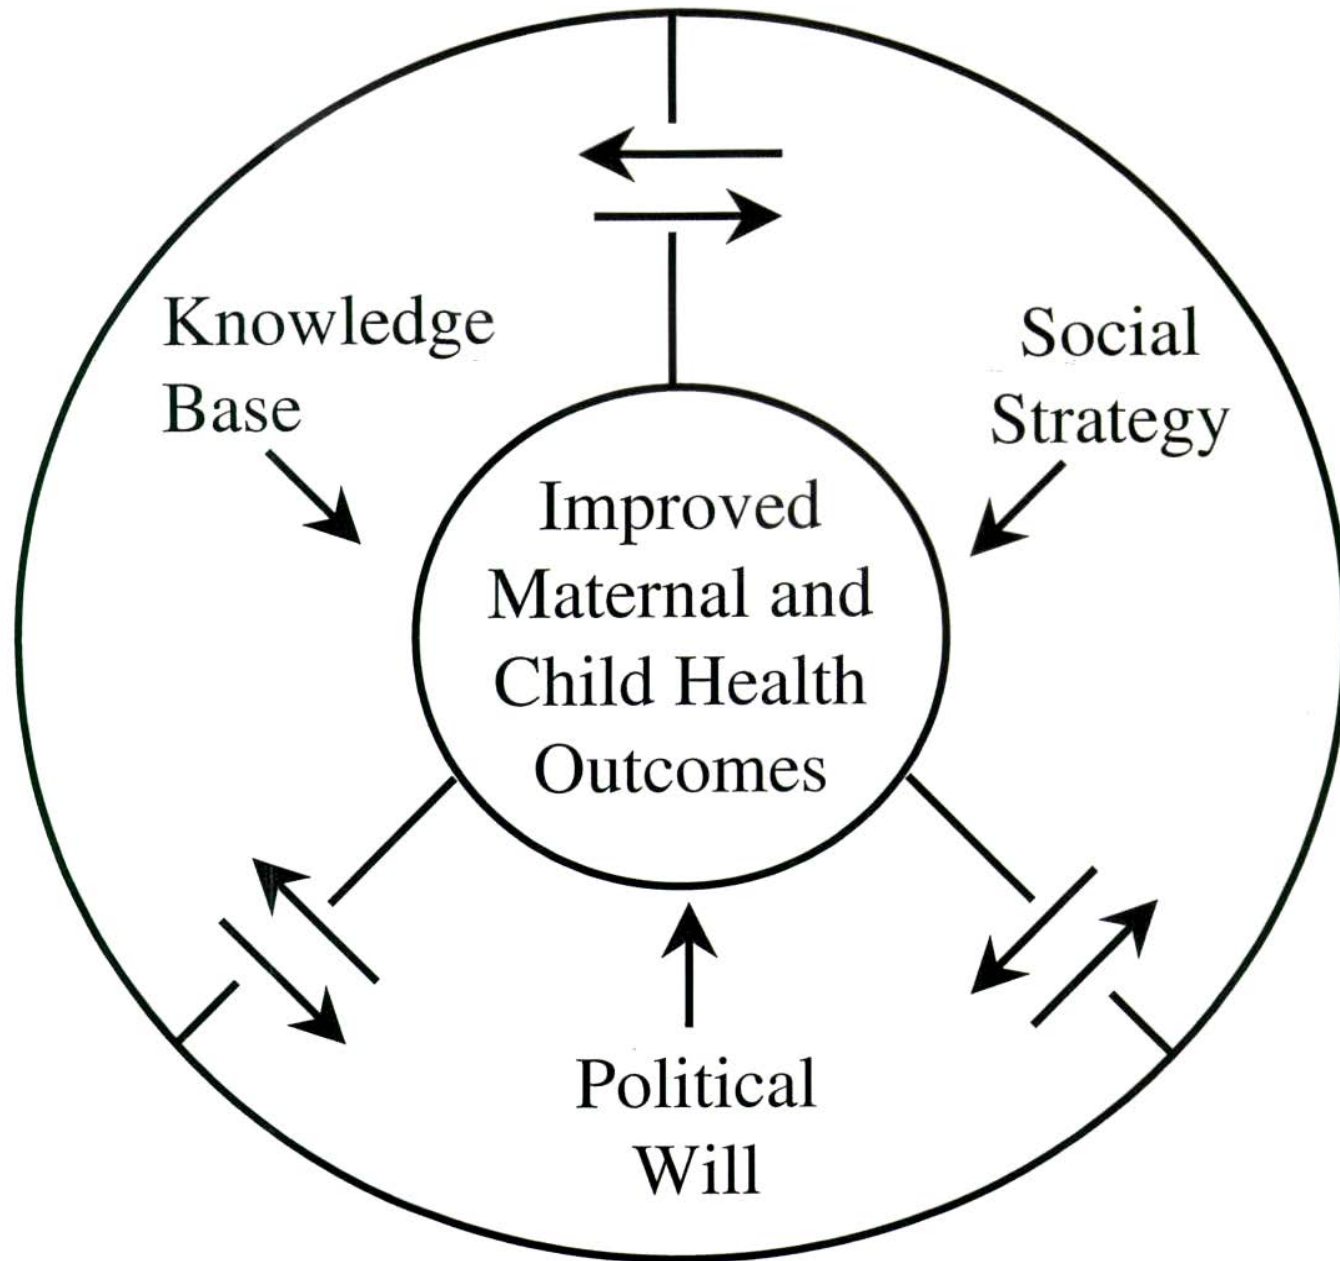 Knowledge
Base
Social
Strategy
Improved
Maternal and
Child Health
Outcomes
Political
Will